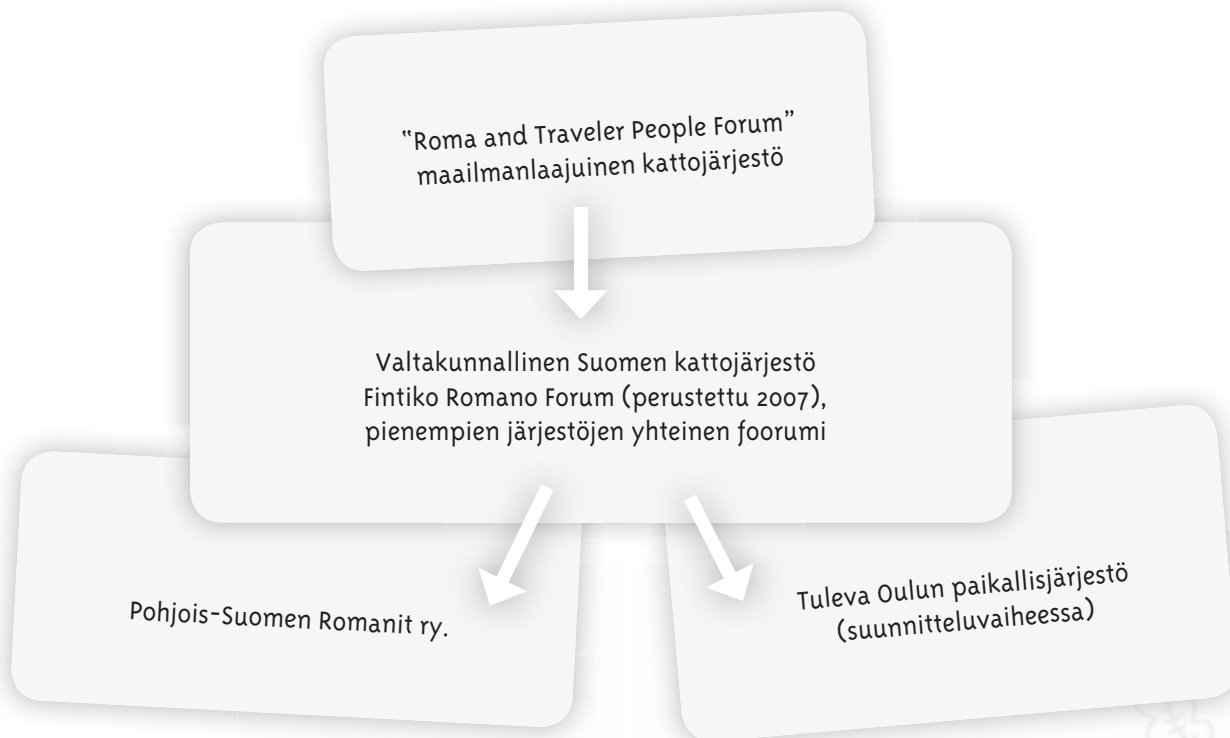 “Roma and Traveler People Forum”
maailmanlaajuinen kattojärjestö
Valtakunnallinen Suomen kattojärjestö
Fintiko Romano Forum (perustettu 2007),
pienempien järjestöjen yhteinen foorumi
Pohjois-Suomen Romanit ry.
Tuleva Oulun paikallisjärjestö
(suunnitteluvaiheessa)